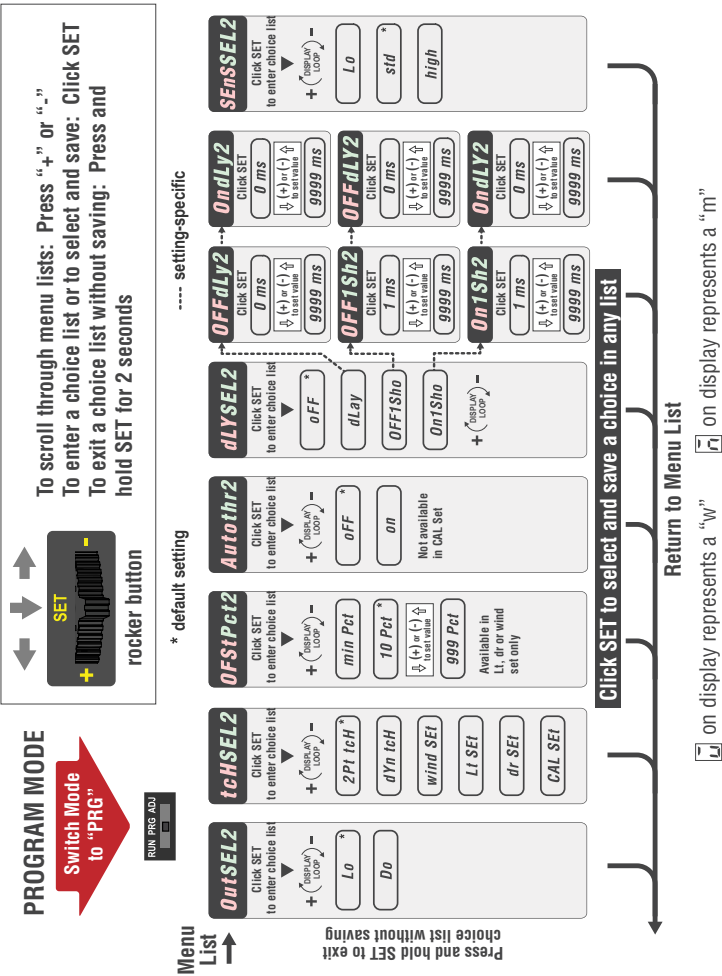 PROGRAM MODE
Switch Mode
to “PRG”
RUN PRG ADJ
+
SET
-
rocker button
To scroll through menu lists: Press “+” or “-”
To enter a choice list or to select and save: Click SET
To exit a choice list without saving: Press and
hold SET for 2 seconds
* default setting
----- setting-specific
Menu
List
Press and hold SET to exit
choice list without saving
OutSEL2
Click SET
to enter choice list
+ (DISPLAY LOOP) -
Lo *
Do
tcHSEL2
Click SET
to enter choice list
+ (DISPLAY LOOP) -
2Pt tcH *
dYn tcH
wind SEt
Lt SEt
dr SEt
CAL SEt
OFStPct2
Click SET
to enter choice list
+ (DISPLAY LOOP) -
min Pct
10 Pct *
(+) or (-)
to set value
999 Pct
Available in
Lt, dr or wind
set only
Autothr2
Click SET
to enter choice list
+ (DISPLAY LOOP) -
oFF *
on
Not available
in CAL Set
dLYSEL2
Click SET
to enter choice list
oFF *
dLay
OFF1Sho
On1Sho
+ (DISPLAY LOOP) -
OFFdLy2
Click SET
0 ms
(+) or (-)
to set value
9999 ms
OndLy2
Click SET
0 ms
(+) or (-)
to set value
9999 ms
OFF1Sh2
Click SET
1 ms
(+) or (-)
to set value
9999 ms
OFFdLY2
Click SET
0 ms
(+) or (-)
to set value
9999 ms
On1Sh2
Click SET
1 ms
(+) or (-)
to set value
9999 ms
OndLY2
Click SET
0 ms
(+) or (-)
to set value
9999 ms
SEnSSEL2
Click SET
to enter choice list
+ (DISPLAY LOOP) -
Lo
std *
high
Click SET to select and save a choice in any list
Return to Menu List
on display represents a “w”
on display represents a “m”